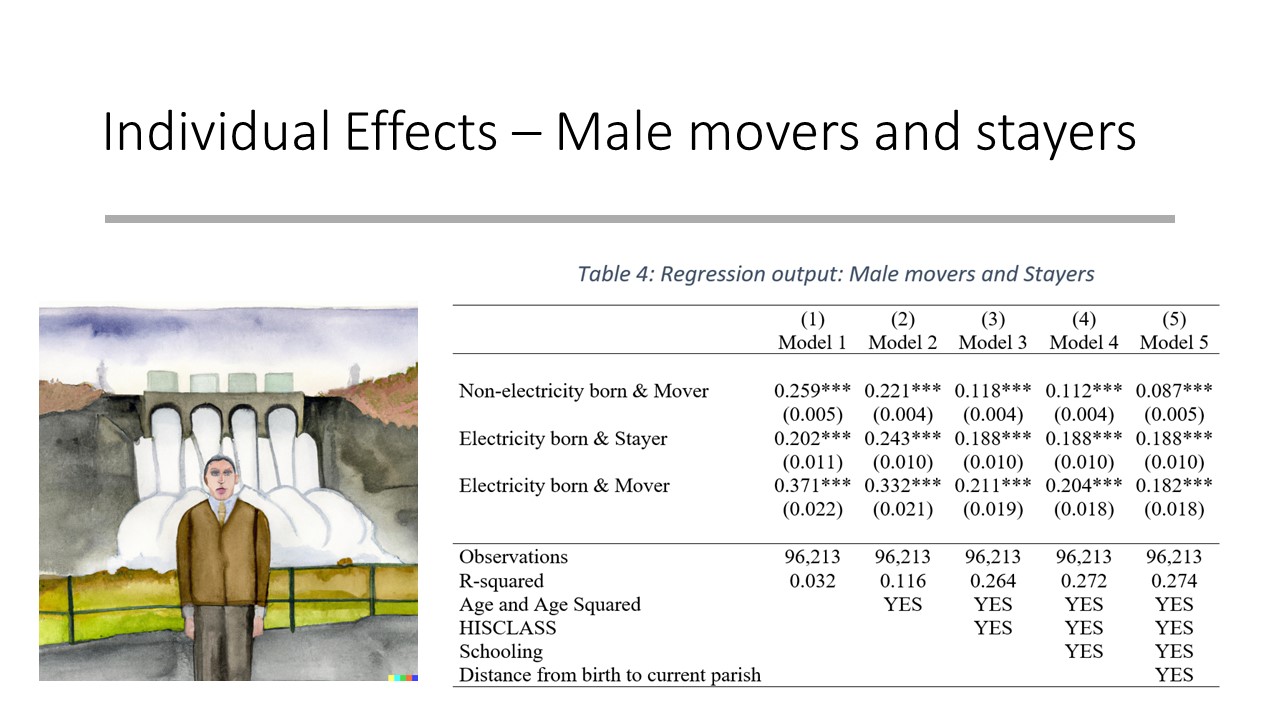 Individual Effects – Male movers and stayers
Table 4: Regression output: Male movers and Stayers
(1) (2) (3) (4) (5)
Model 1 Model 2 Model 3 Model 4 Model 5
Non-electricity born & Mover 0.259*** 0.221*** 0.118*** 0.112*** 0.087***
(0.005) (0.004) (0.004) (0.004) (0.005)
Electricity born & Stayer 0.202*** 0.243*** 0.188*** 0.188*** 0.188***
(0.011) (0.010) (0.010) (0.010) (0.010)
Electricity born & Mover 0.371*** 0.332*** 0.211*** 0.204*** 0.182***
(0.022) (0.021) (0.019) (0.018) (0.018)
Observations 96,213 96,213 96,213 96,213 96,213
R-squared 0.032 0.116 0.264 0.272 0.274
Age and Age Squared YES YES YES YES
HISCLASS YES YES YES
Schooling YES YES
Distance from birth to current parish YES